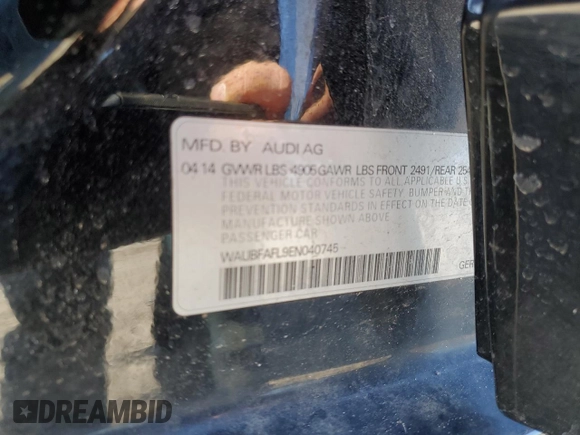 MFD. BY AUDI AG
04 14 GVWR LBS 4905 GAWR LBS FRONT 2491/REAR
THIS VEHICLE CONFORMS TO ALL APPLICABLE U.S
FEDERAL MOTOR VEHICLE SAFETY, BUMPER AND
PREVENTION STANDARDS IN EFFECT ON THE DATE
MANUFACTURE SHOWN ABOVE.
PASSENGER CAR
WAUBFAFL9EN040745
GER
DREAMBID